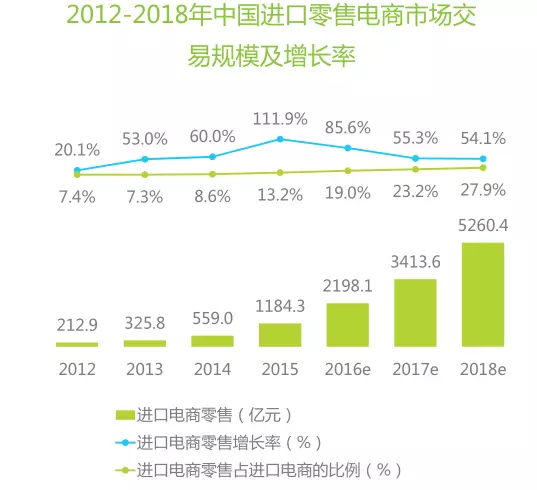 2012-2018年中国进口零售电商市场交
易规模及增长率
20.1% 53.0% 60.0% 111.9% 85.6% 55.3% 54.1%
7.4% 7.3% 8.6% 13.2% 19.0% 23.2% 27.9%
212.9 325.8 559.0 1184.3 2198.1 3413.6 5260.4
2012 2013 2014 2015 2016e 2017e 2018e
进口电商零售（亿元）
进口电商零售增长率（%）
进口电商零售占进口电商的比例（%）